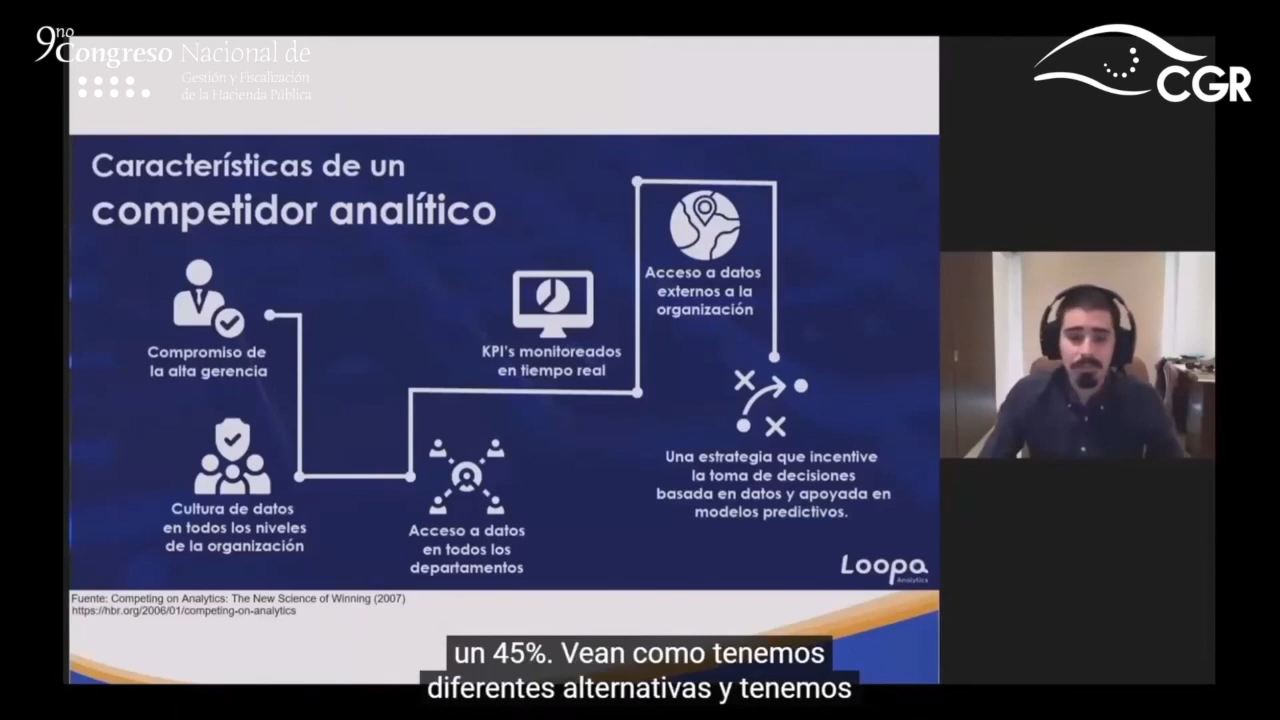 9no
Congreso Nacional de
Gestión y Fiscalización
de la Hacienda Pública
CGR
Características de un
competidor analítico
Compromiso de
la alta gerencia
Cultura de datos
en todos los niveles
de la organización
Acceso a datos
en todos los
departamentos
KPI's monitoreados
en tiempo real
Acceso a datos
externos a la
organización
Una estrategia que incentive
la toma de decisiones
basada en datos y apoyada en
modelos predictivos.
Loopa
Analytics
Fuente: Competing on Analytics: The New Science of Winning (2007)
https://hbr.org/2006/01/competing-on-analytics
un 45%. Vean como tenemos
diferentes alternativas y tenemos